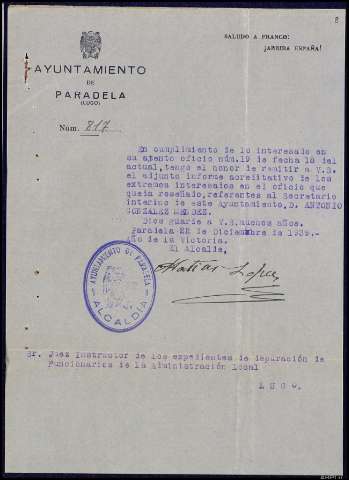 8
SALUDO A FRANCO:
¡ARRIBA ESPAÑA!
AYUNTAMIENTO
DE
PARADELA
(LUGO)
Núm. 817
En cumplimiento de lo interesado en
su atento oficio núm.19 de fecha 18 del
actual, tengo el honor de remitir a V.S.
el adjunto informe acreditativo de los
extremos interesados en el oficio que
queda reseñado, referentes al Secretario
interino de este Ayuntamiento, D. ANTONIO
GONZALEZ MENDEZ.
Dios guarde a V.S. muchos años.
Paradela 22 de Diciembre de 1939.-
Año de la Victoria.
El Alcalde,
Matías Lopez
AYUNTAMIENTO DE PARADELA
ALCALDIA
Sr. Juez Instructor de los expedientes de depuración de
Funcionarios de la Administración Local
LUGO.